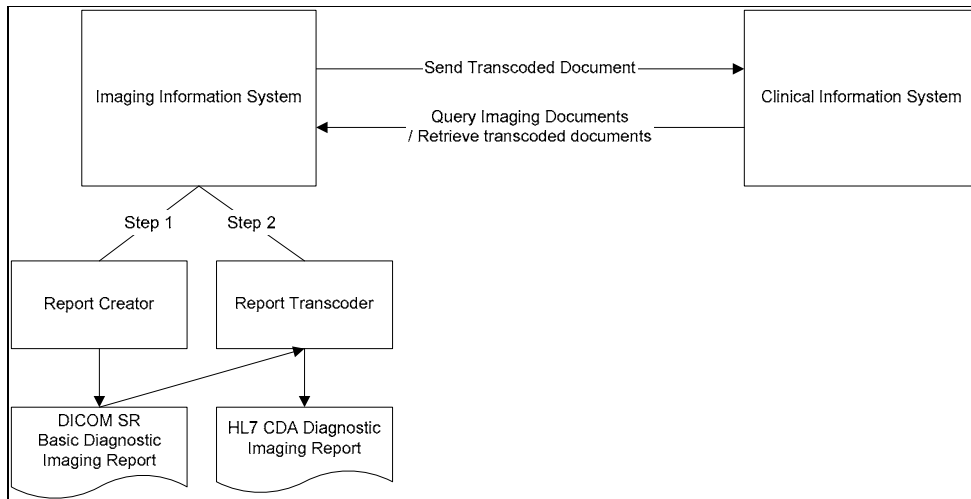 Send Transcoded Document
Imaging Information System
Clinical Information System
Query Imaging Documents
/ Retrieve transcoded documents
Step 1
Step 2
Report Creator
Report Transcoder
DICOM SR
Basic Diagnostic
Imaging Report
HL7 CDA Diagnostic
Imaging Report